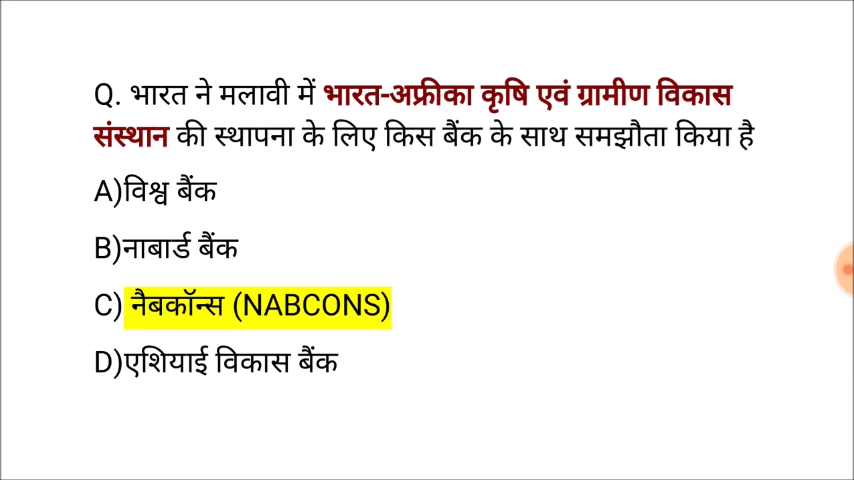 Q. भारत ने मलावी में भारत-अफ्रीका कृषि एवं ग्रामीण विकास
संस्थान की स्थापना के लिए किस बैंक के साथ समझौता किया है
A)विश्व बैंक
B)नाबार्ड बैंक
C) नैबकॉन्स (NABCONS)
D)एशियाई विकास बैंक